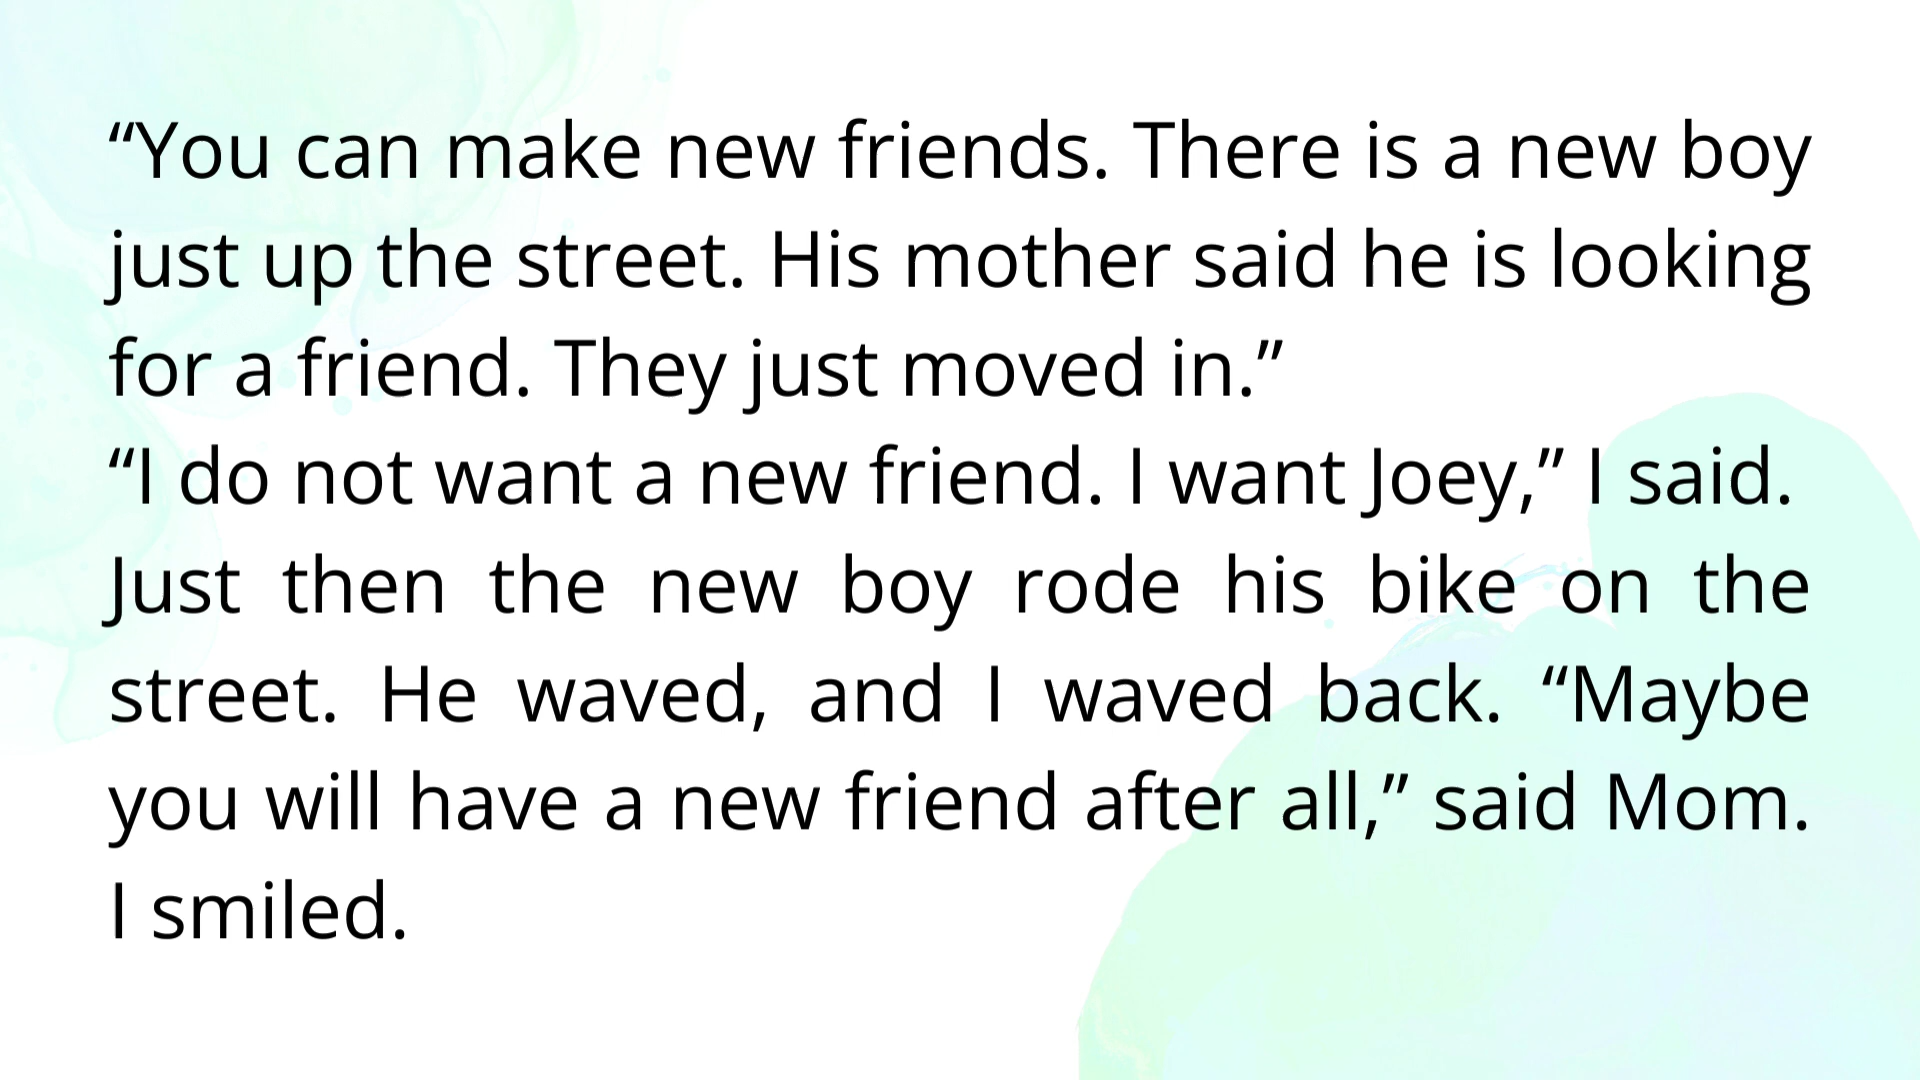 “You can make new friends. There is a new boy
just up the street. His mother said he is looking
for a friend. They just moved in.”
“I do not want a new friend. I want Joey,” I said.
Just then the new boy rode his bike on the
street. He waved, and I waved back. “Maybe
you will have a new friend after all,” said Mom.
I smiled.